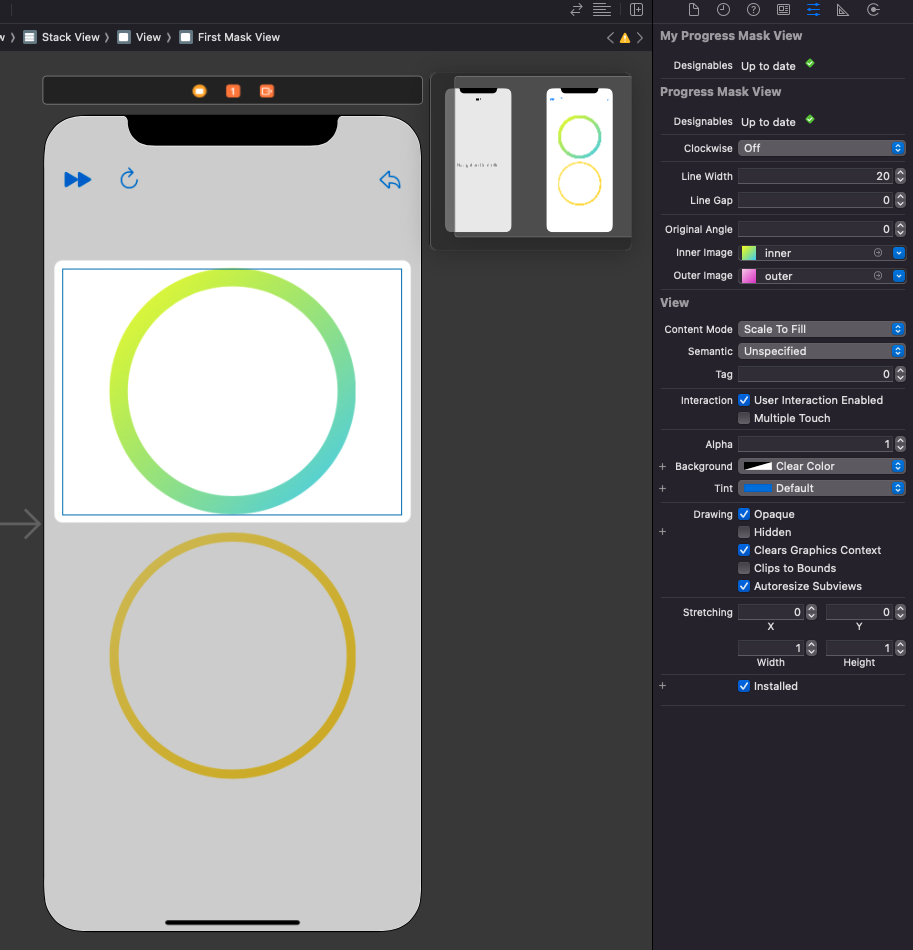 w 〉 Stack View 〉 View 〉 First Mask View
1
My Progress Mask View
Designables Up to date
Progress Mask View
Designables Up to date
Clockwise Off
Line Width 20
Line Gap 0
Original Angle 0
Inner Image inner
Outer Image outer
View
Content Mode Scale To Fill
Semantic Unspecified
Tag 0
Interaction User Interaction Enabled
Multiple Touch
Alpha 1
+ Background Clear Color
+ Tint Default
Drawing Opaque
+ Hidden
Clears Graphics Context
Clips to Bounds
Autoresize Subviews
Stretching 0 0
X Y
1 1
Width Height
+ Installed